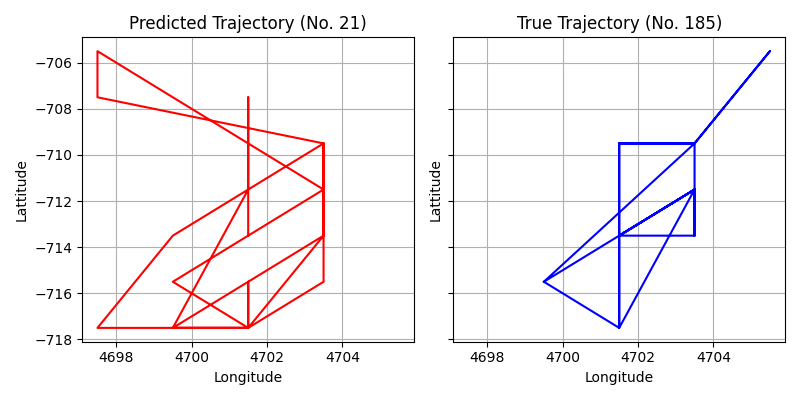 Predicted Trajectory (No. 21)
True Trajectory (No. 185)
−706
−708
−710
−712
−714
−716
−718
4698 4700 4702 4704
4698 4700 4702 4704
Lattitude
Lattitude
Longitude
Longitude